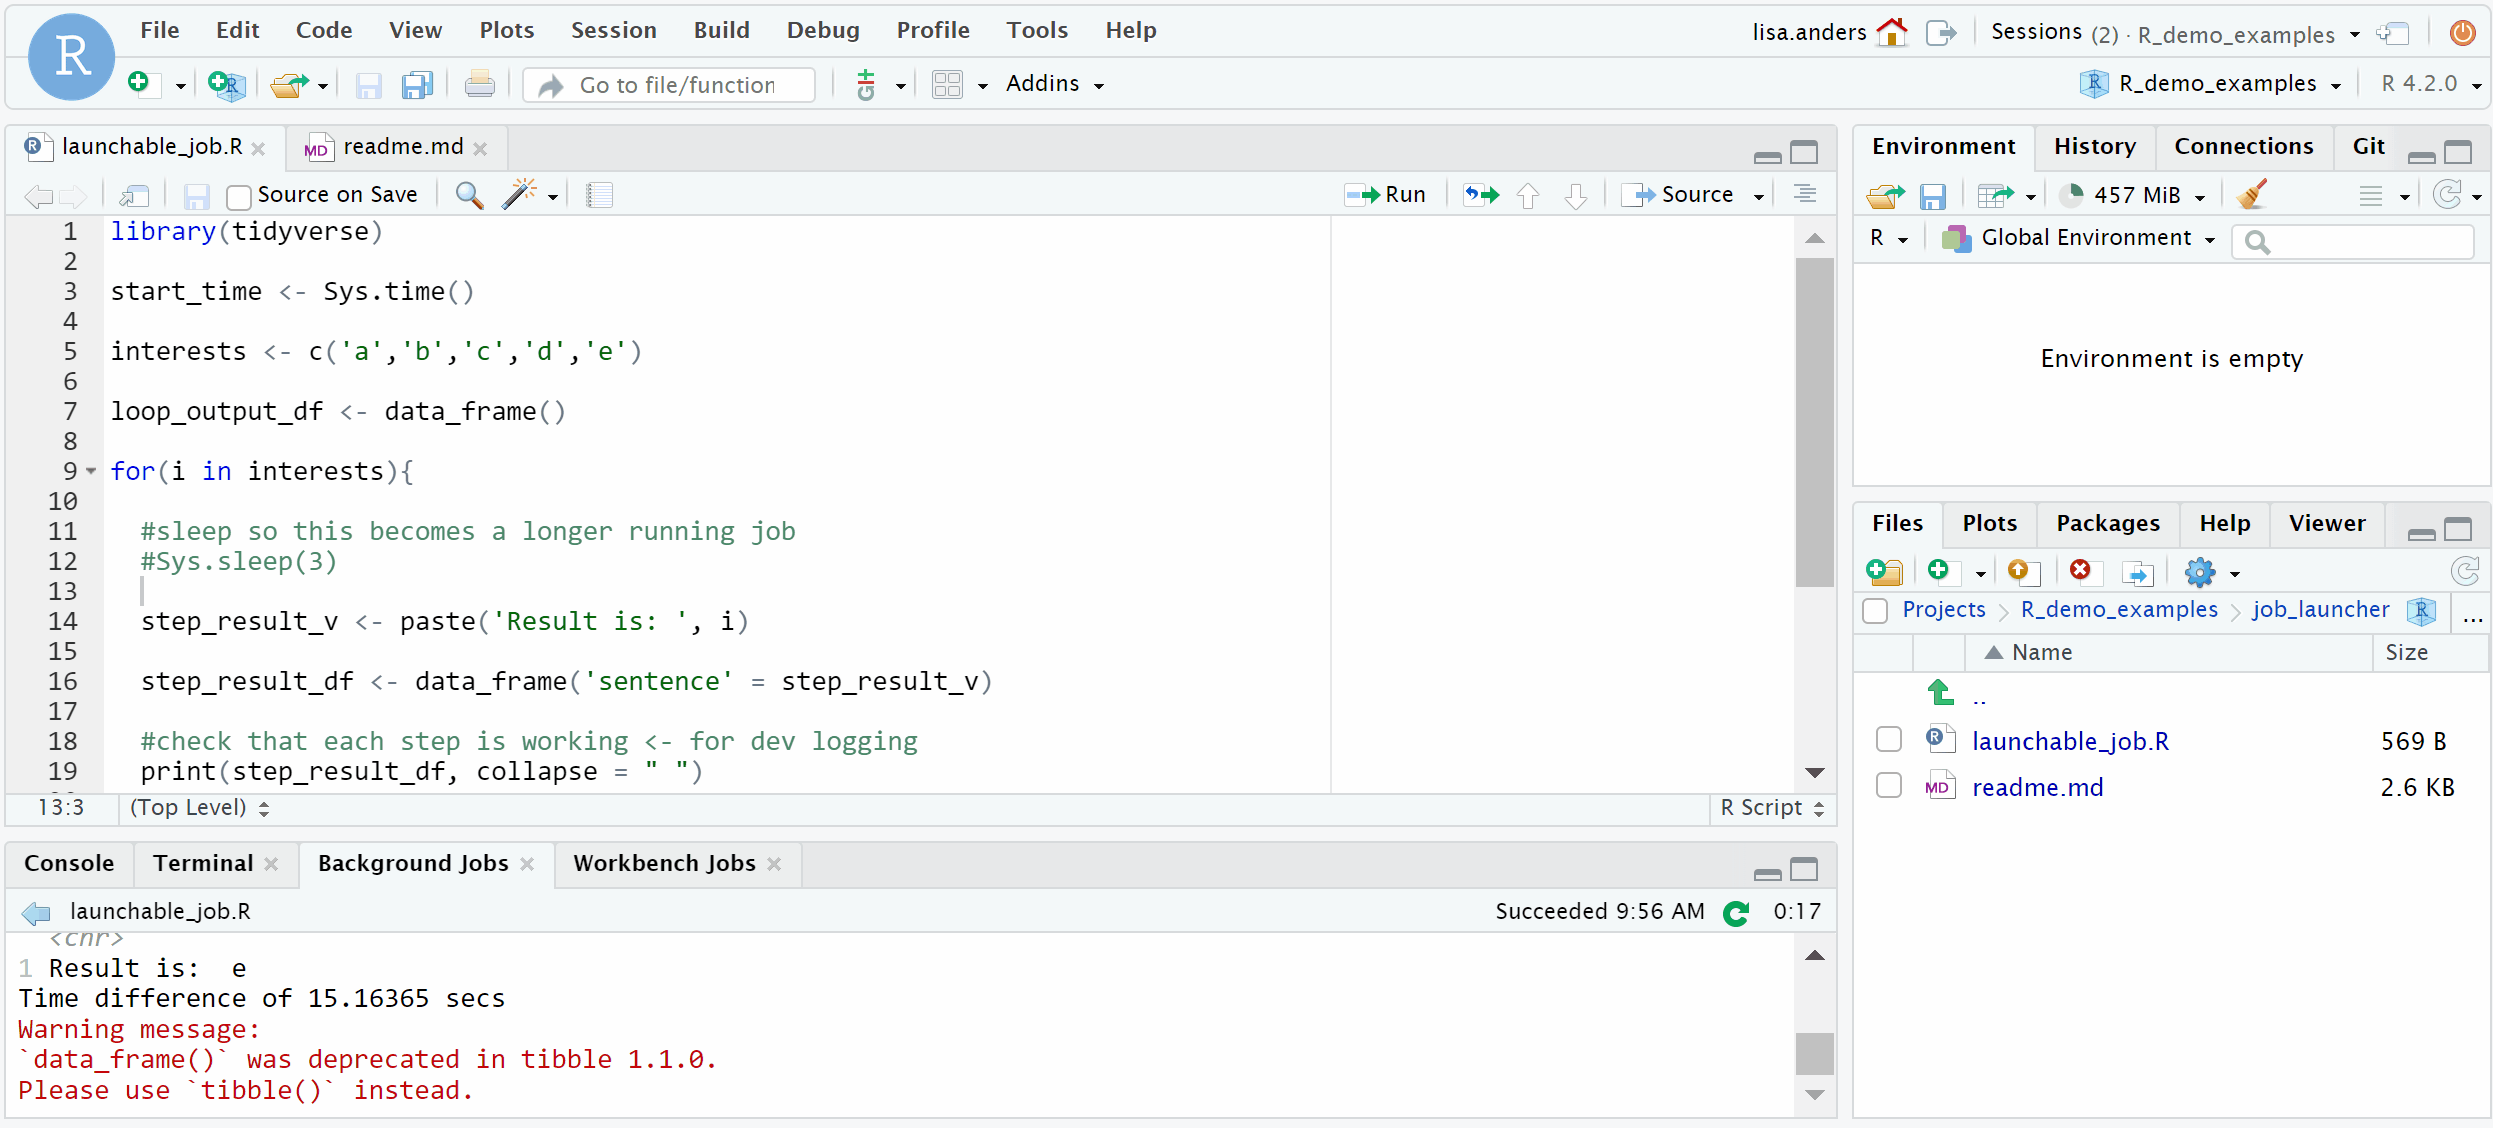 R File Edit Code View Plots Session Build Debug Profile Tools Help lisa.anders Sessions (2) · R_demo_examples
Go to file/function Git Addins R R_demo_examples R 4.2.0
R launchable_job.R MD readme.md
Source on Save Run Source
1 library(tidyverse)
2
3 start_time <- Sys.time()
4
5 interests <- c('a','b','c','d','e')
6
7 loop_output_df <- data_frame()
8
9 for(i in interests){
10
11 #sleep so this becomes a longer running job
12 #Sys.sleep(3)
13
14 step_result_v <- paste('Result is: ', i)
15
16 step_result_df <- data_frame('sentence' = step_result_v)
17
18 #check that each step is working <- for dev logging
19 print(step_result_df, collapse = " ")
13:3 (Top Level) R Script
Console Terminal Background Jobs Workbench Jobs
launchable_job.R Succeeded 9:56 AM 0:17
<chr>
1 Result is:  e
Time difference of 15.16365 secs
Warning message:
`data_frame()` was deprecated in tibble 1.1.0.
Please use `tibble()` instead.
Environment History Connections Git
457 MiB
R Global Environment
Environment is empty
Files Plots Packages Help Viewer
Projects R_demo_examples job_launcher R ...
Name Size
..
R launchable_job.R 569 B
MD readme.md 2.6 KB